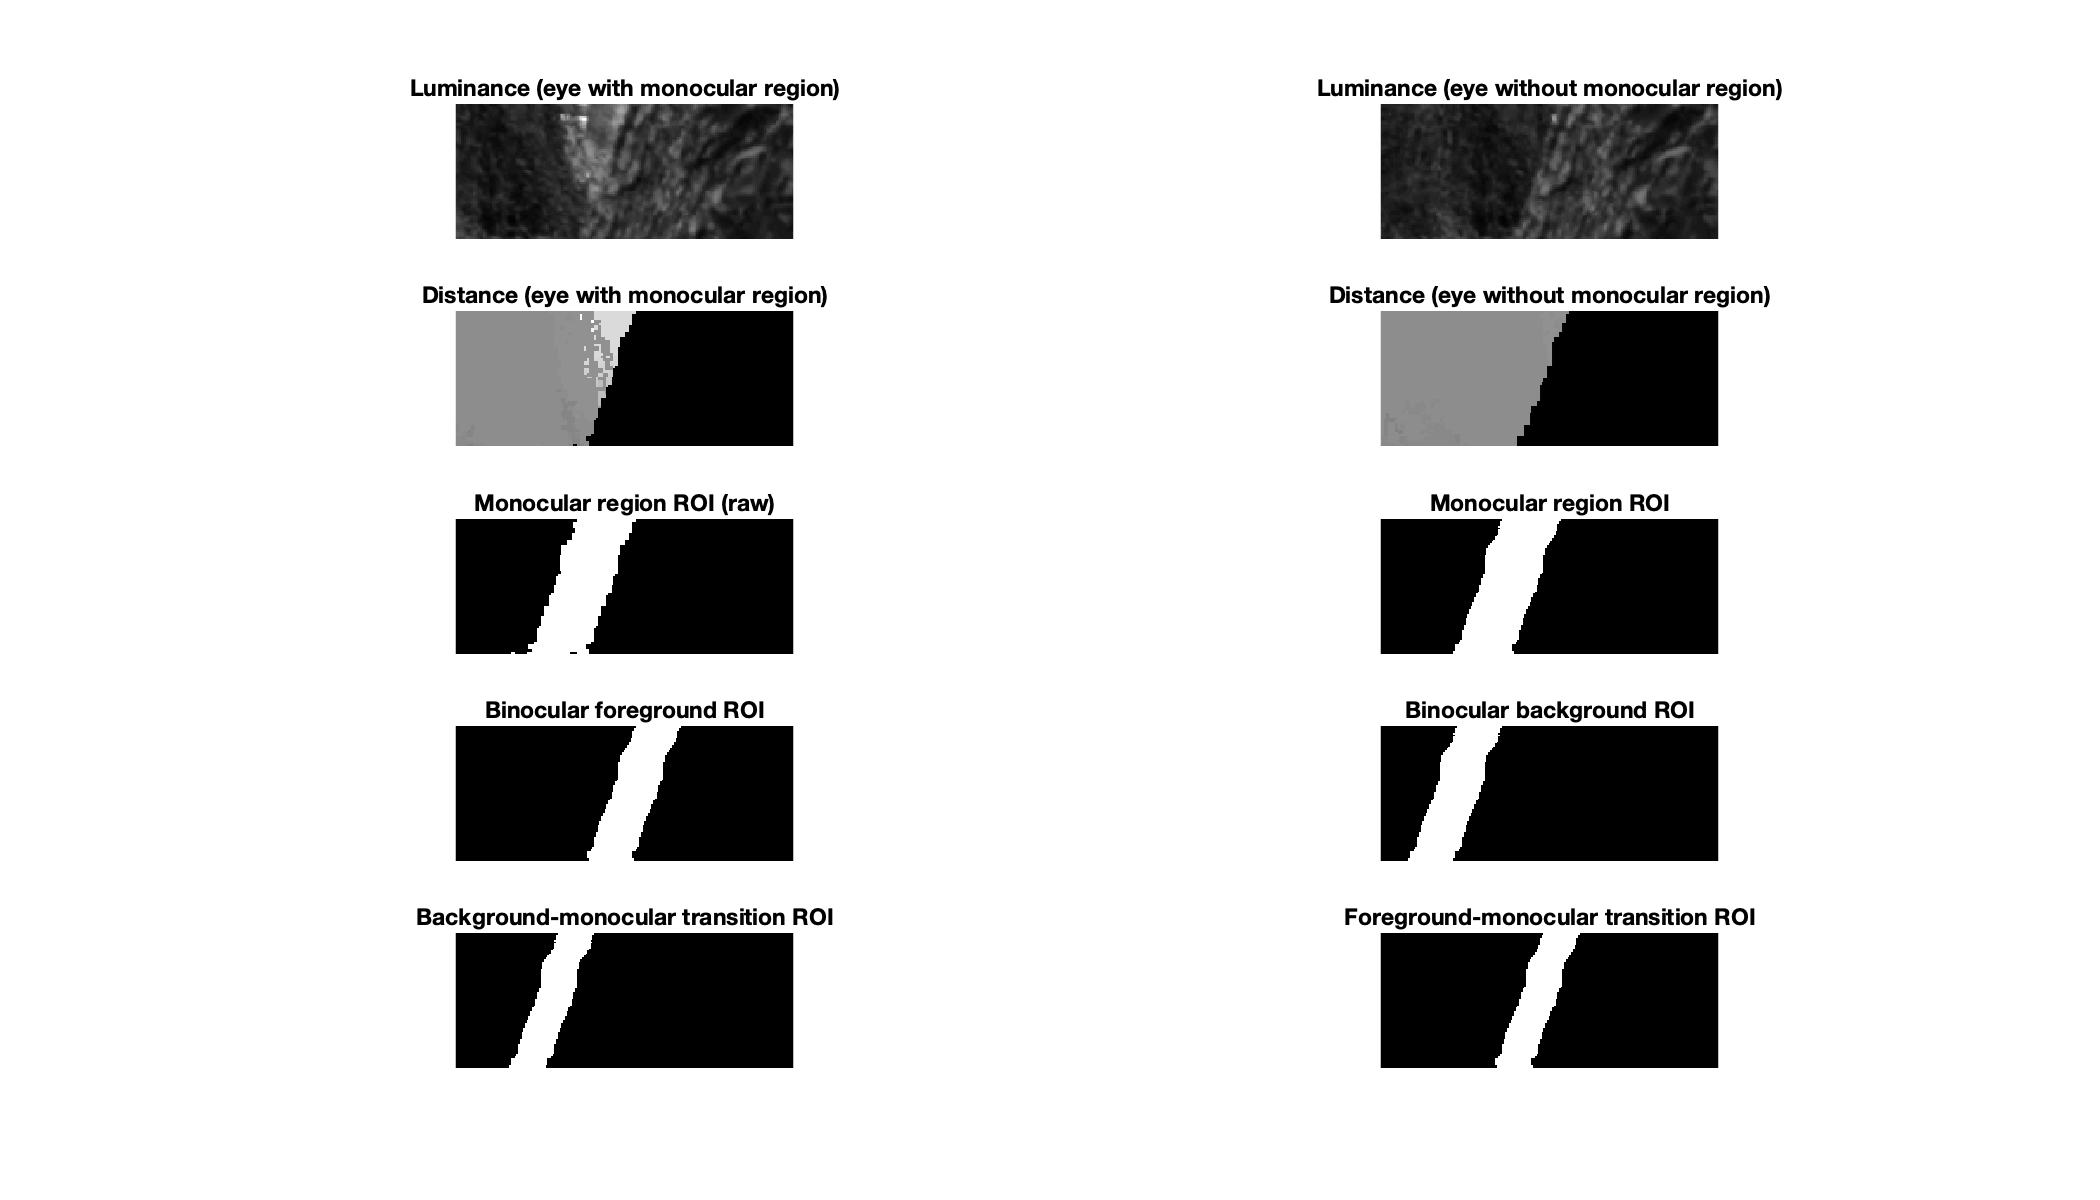 Luminance (eye with monocular region)
Luminance (eye without monocular region)
Distance (eye with monocular region)
Distance (eye without monocular region)
Monocular region ROI (raw)
Monocular region ROI
Binocular foreground ROI
Binocular background ROI
Background-monocular transition ROI
Foreground-monocular transition ROI